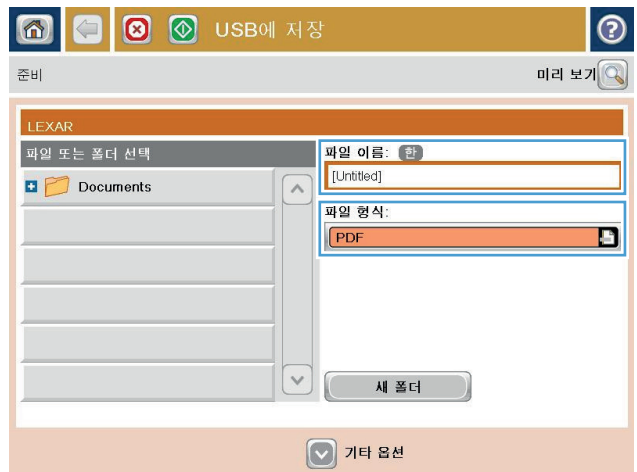 USB에 저장
?
준비
미리 보기
LEXAR
파일 또는 폴더 선택
Documents
파일 이름: 한
[Untitled]
파일 형식:
PDF
새 폴더
기타 옵션